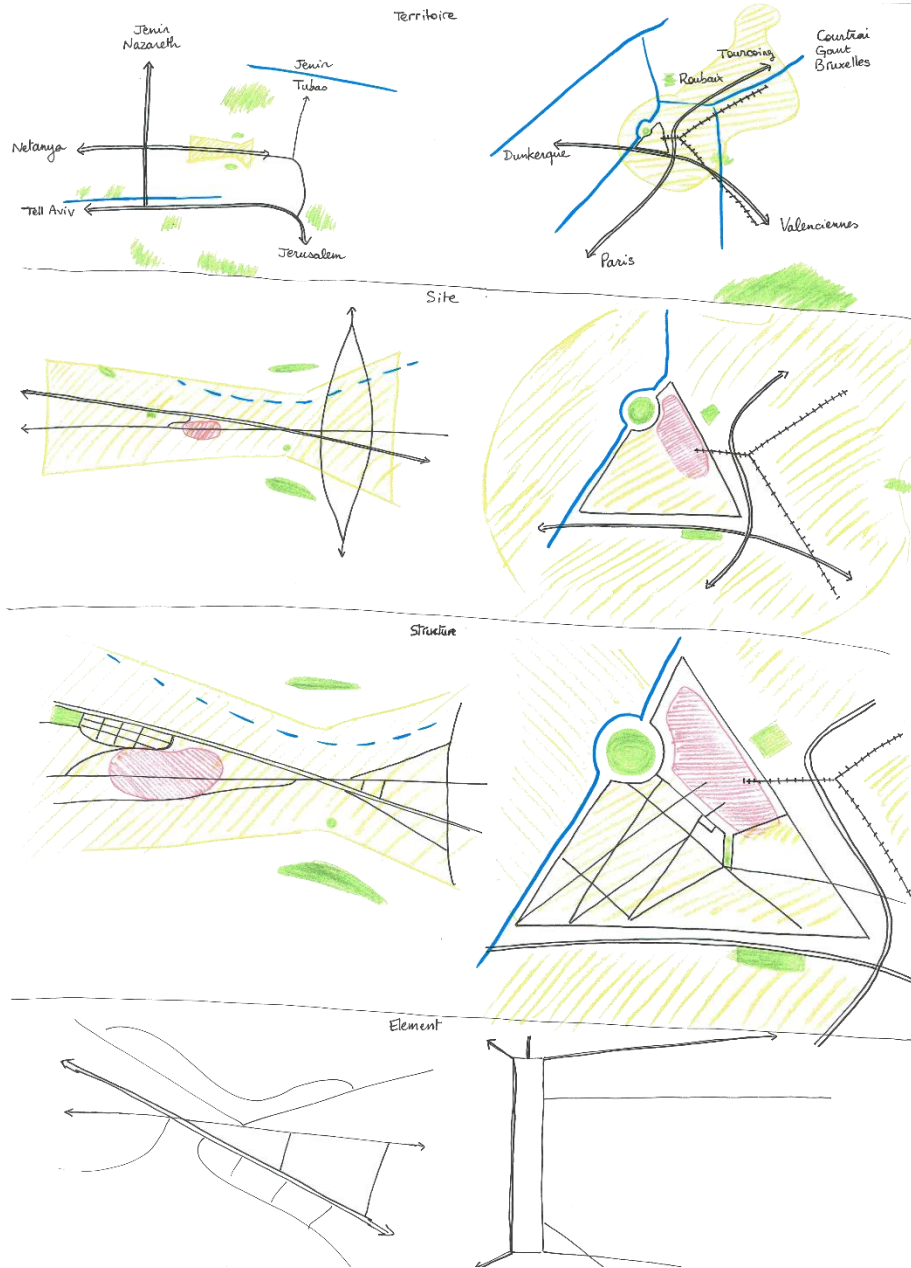 Territoire
Jenin
Nazareth
Jenin
Tubas
Netanya
Tell Aviv
Jerusalem
Courtrai
Gant
Bruxelles
Tourcoing
Roubaix
Dunkerque
Valenciennes
Paris
Site
Structure
Element